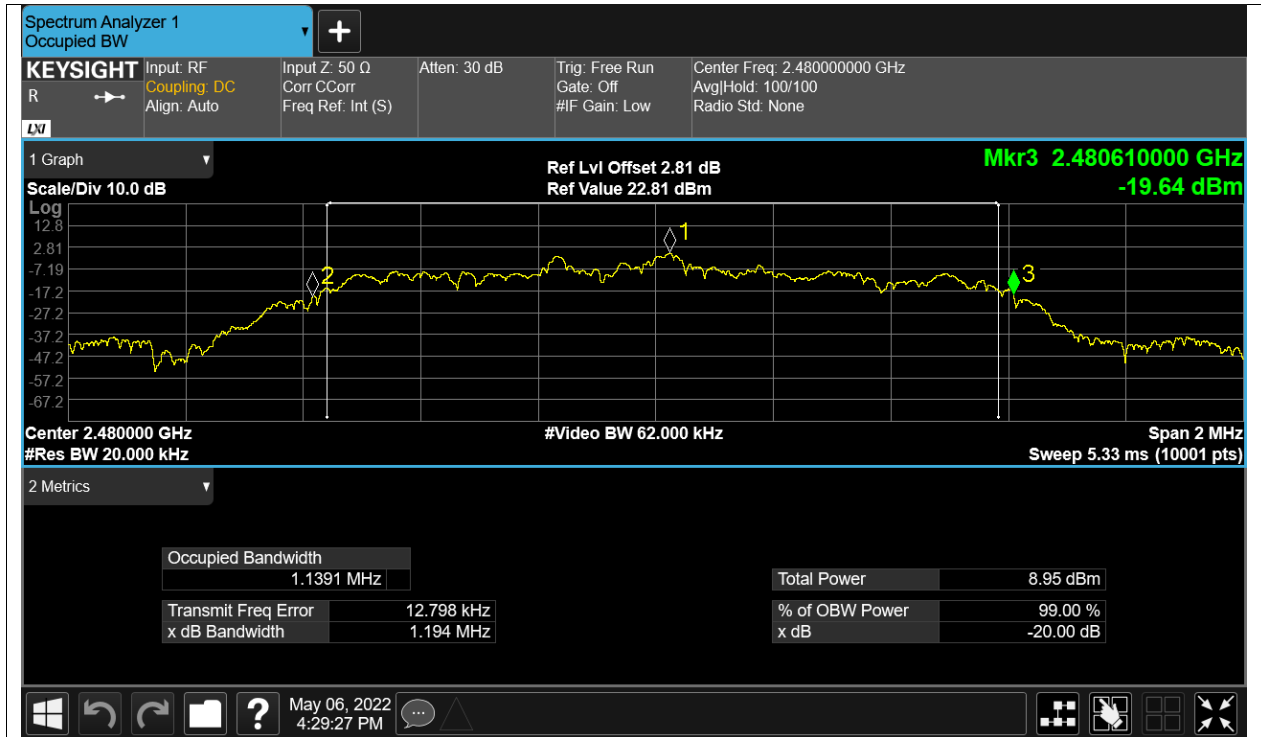 Spectrum Analyzer 1
Occupied BW
+
KEYSIGHT
R
LXI
Input: RF
Coupling: DC
Align: Auto
Input Z: 50 Ω
Corr CCorr
Freq Ref: Int (S)
Atten: 30 dB
Trig: Free Run
Gate: Off
#IF Gain: Low
Center Freq: 2.480000000 GHz
Avg|Hold: 100/100
Radio Std: None
1 Graph
Scale/Div 10.0 dB
Ref Lvl Offset 2.81 dB
Ref Value 22.81 dBm
Mkr3 2.480610000 GHz
-19.64 dBm
Log
12.8
2.81
-7.19
-17.2
-27.2
-37.2
-47.2
-57.2
-67.2
1
2
3
Center 2.480000 GHz
#Res BW 20.000 kHz
#Video BW 62.000 kHz
Span 2 MHz
Sweep 5.33 ms (10001 pts)
2 Metrics
Occupied Bandwidth
1.1391 MHz
Transmit Freq Error 12.798 kHz
x dB Bandwidth 1.194 MHz
Total Power 8.95 dBm
% of OBW Power 99.00 %
x dB -20.00 dB
?
May 06, 2022
4:29:27 PM